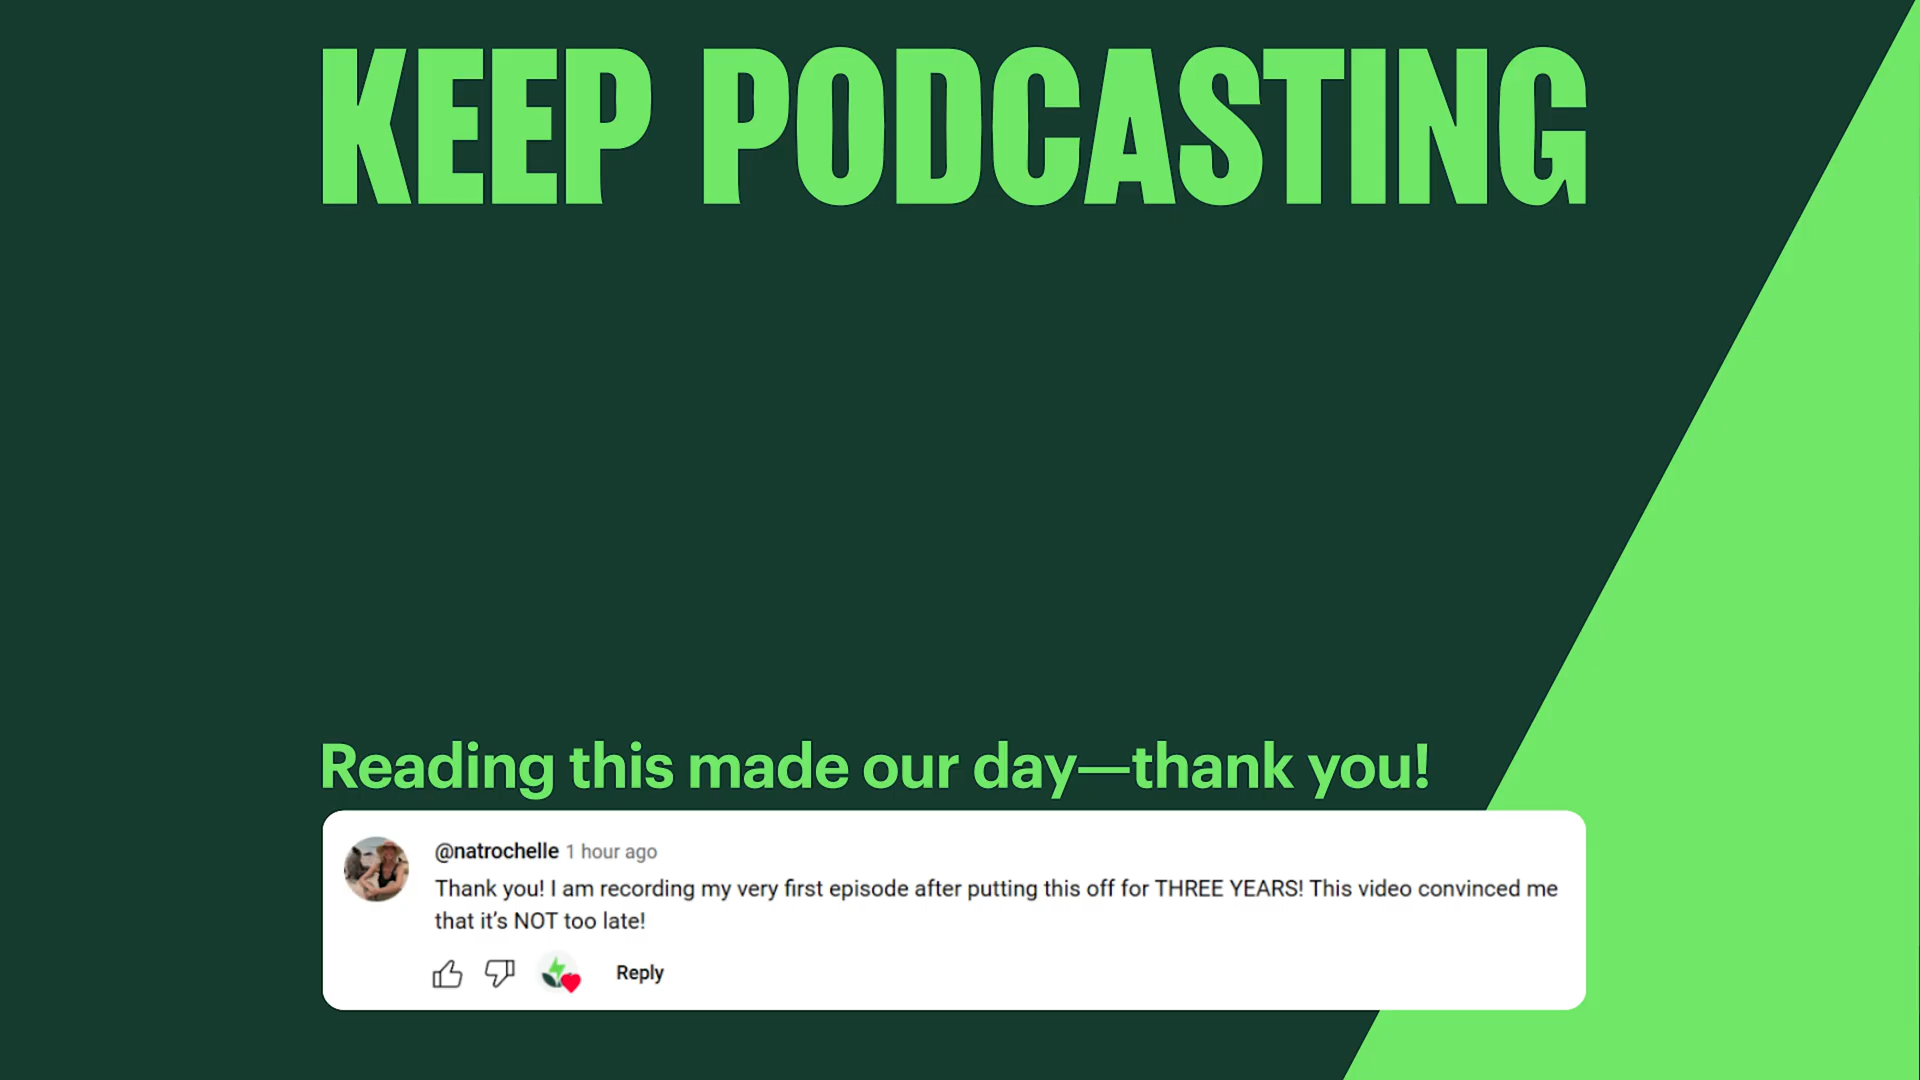 KEEP PODCASTING
Reading this made our day—thank you!
@natrochelle 1 hour ago
Thank you! I am recording my very first episode after putting this off for THREE YEARS! This video convinced me
that it’s NOT too late!
Reply